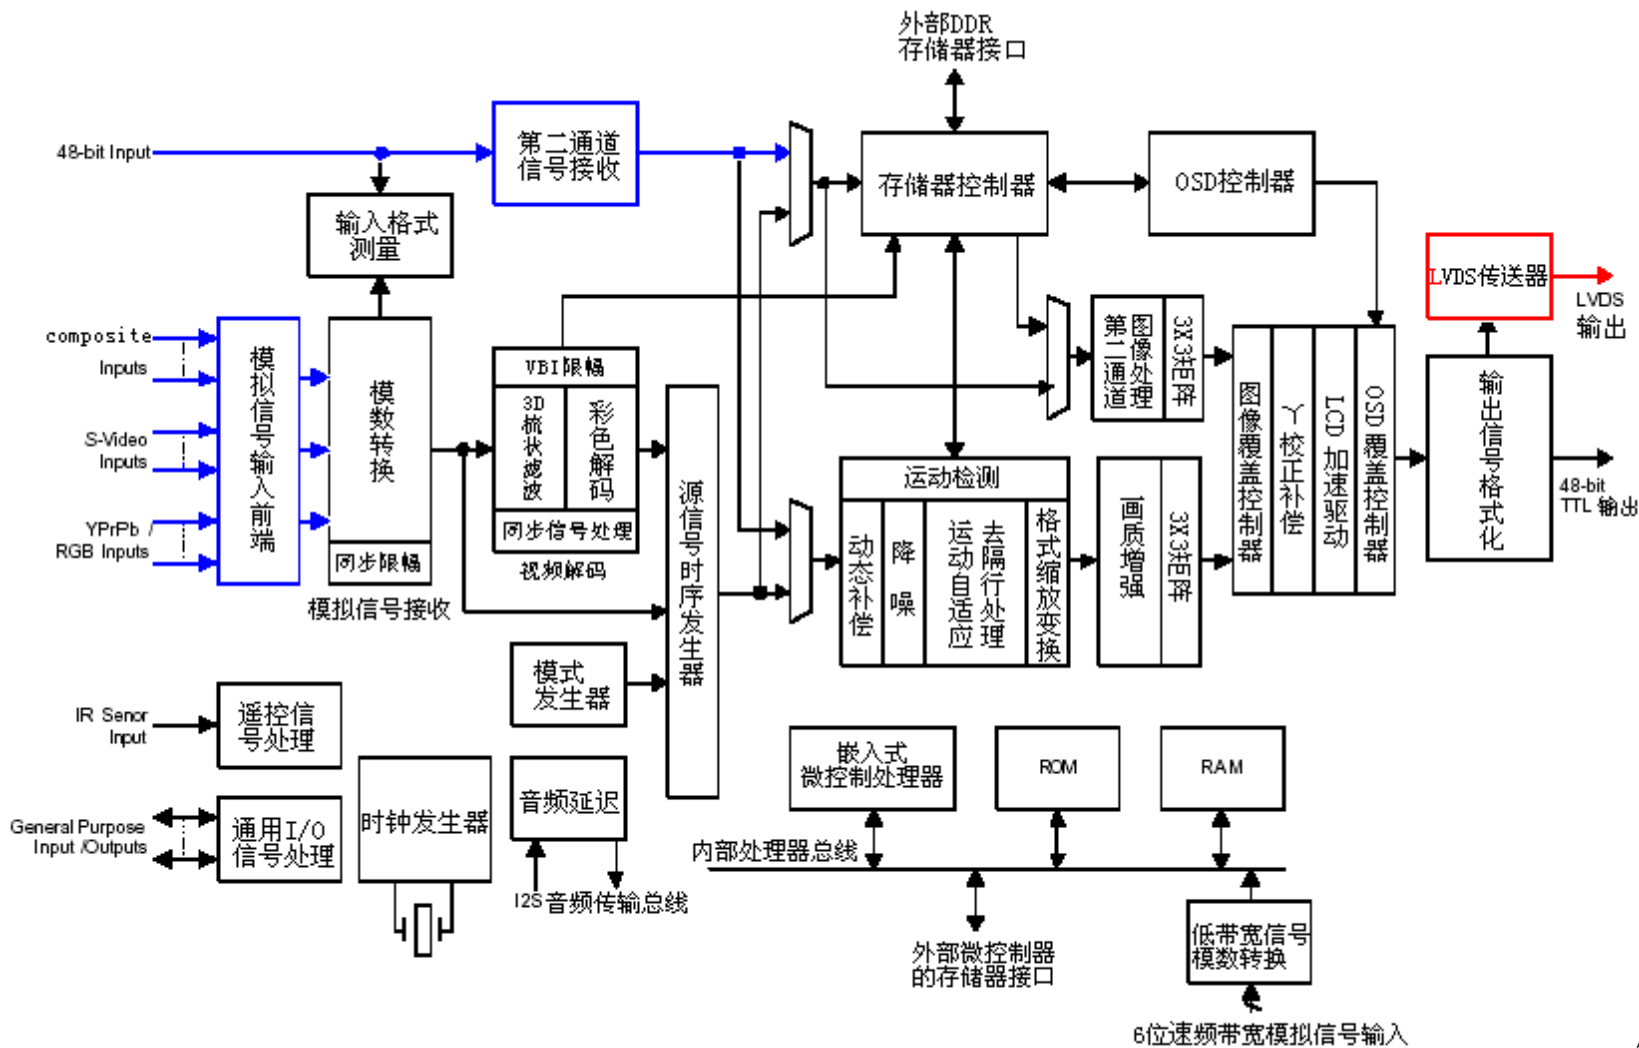 外部DDR
存储器接口
48-bit Input
第二通道
信号接收
存储器控制器
OSD控制器
输入格式
测量
LVDS传送器
LVDS
输出
composite
Inputs
S-Video
Inputs
YPrPb /
RGB Inputs
模拟信号输入前端
模数转换
同步限幅
模拟信号接收
VBI限幅
3D梳状滤波
彩色解码
同步信号处理
视频解码
源信号时序发生器
第二通道
图像处理
3X3矩阵
图像覆盖控制器
丫校正补偿
LCD加速驱动
OSD覆盖控制器
输出信号格式化
48-bit
TTL 输出
运动检测
动态补偿
降噪
运动自适应
去隔行处理
格式缩放变换
画质增强
3X3矩阵
模式
发生器
IR Senor
Input
遥控信
号处理
General Purpose
Input /Outputs
通用I/O
信号处理
时钟发生器
音频延迟
I2S音频传输总线
嵌入式
微控制处理器
ROM
RAM
内部处理器总线
外部微控制器
的存储器接口
低带宽信号
模数转换
6位速频带宽模拟信号输入